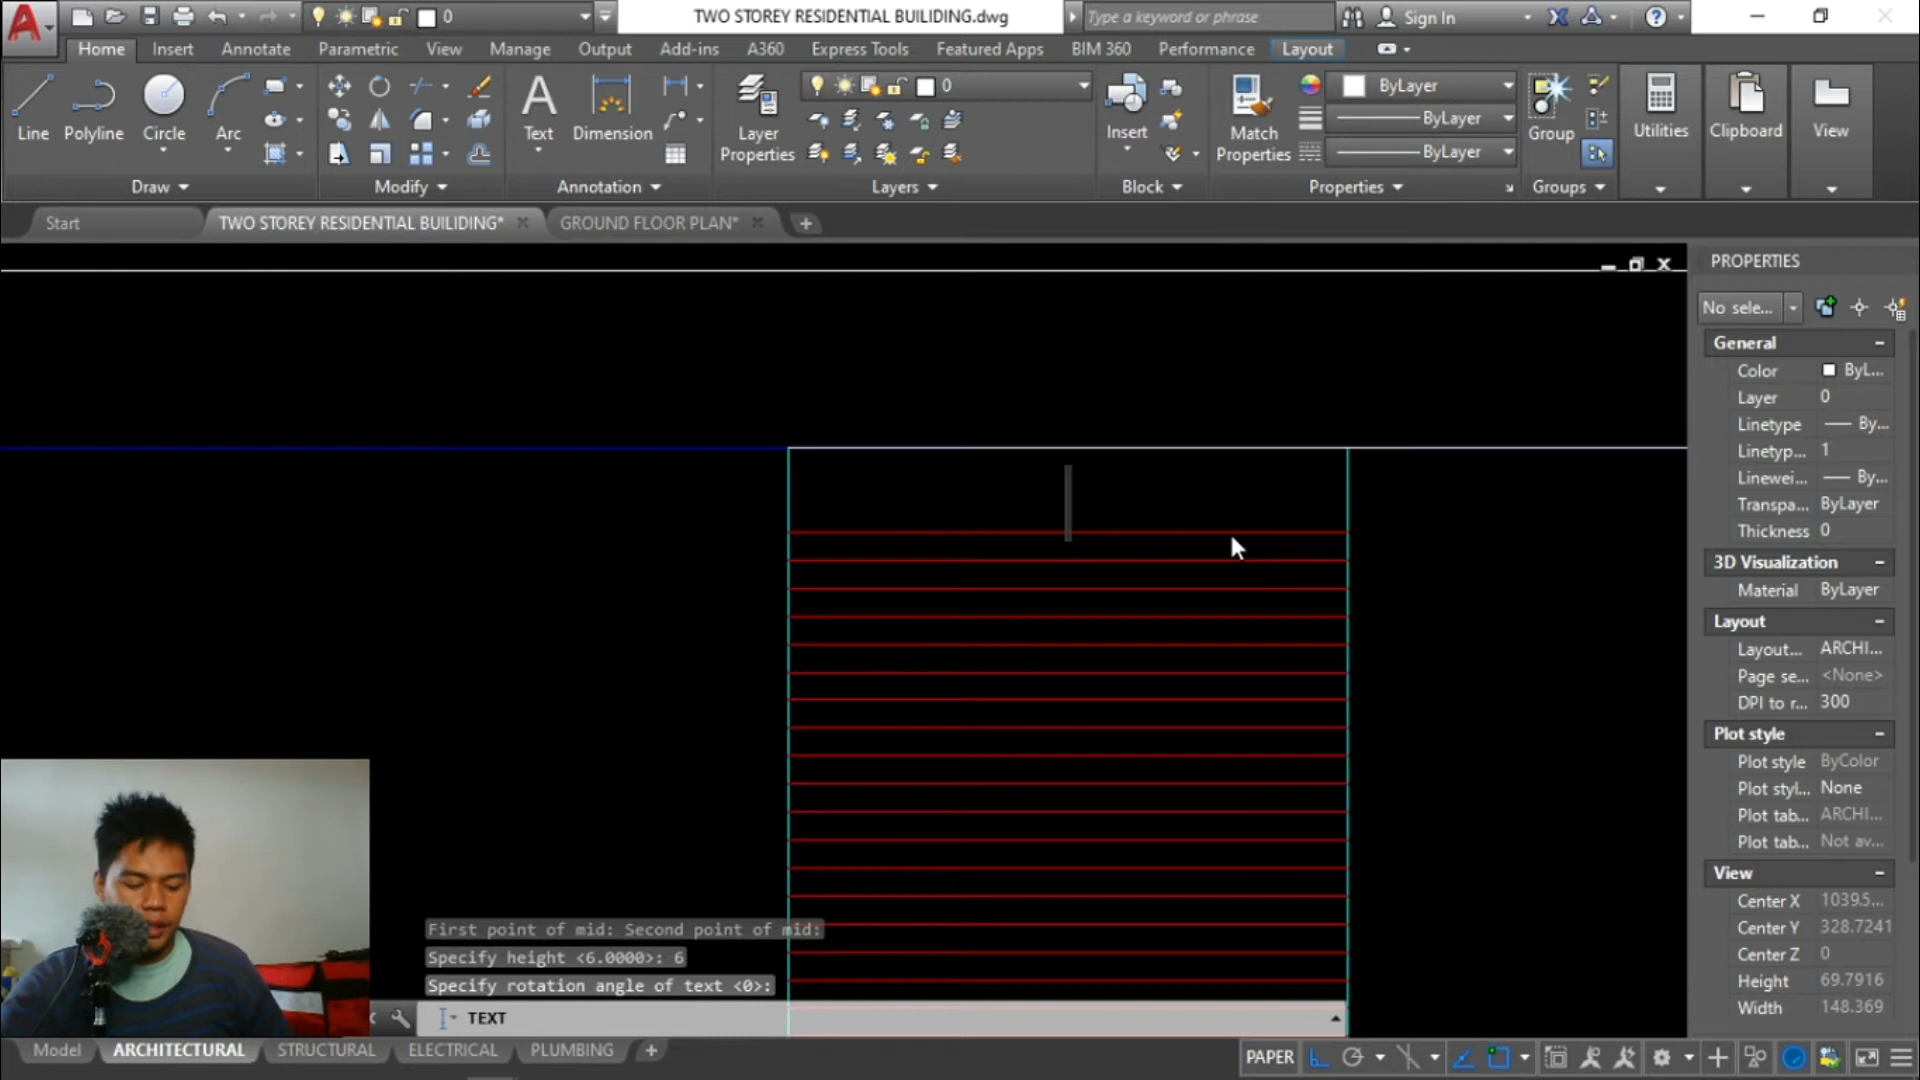 0
TWO STOREY RESIDENTIAL BUILIDING.dwg
Type a keyword or phrase
Sign In
Home
Insert
Annotate
Parametric
View
Manage
Output
Add-ins
A360
Express Tools
Featured Apps
BIM 360
Performance
Layout
Line
Polyline
Circle
Arc
Draw
Modify
A
Text
Dimension
Annotation
Layer Properties
0
Layers
Insert
Block
Match Properties
ByLayer
ByLayer
ByLayer
Properties
Group
Groups
Utilities
Clipboard
View
Start
TWO STOREY RESIDENTIAL BUILIDING*
GROUND FLOOR PLAN*
PROPERTIES
No sele...
General
Color ByL...
Layer 0
Linetype By...
Linetyp... 1
Linewei... By...
Transpa... ByLayer
Thickness 0
3D Visualization
Material ByLayer
Layout
Layout... ARCHI...
Page se... <None>
DPI to r... 300
Plot style
Plot style ByColor
Plot styl... None
Plot tab... ARCHI...
Plot tab... Not av...
View
Center X 1039.5...
Center Y 328.7241
Center Z 0
Height 69.7916
Width 148.369
First point of mid: Second point of mid:
Specify height <6.0000>: 6
Specify rotation angle of text <0>:
TEXT
Model
ARCHITECTURAL
STRUCTURAL
ELECTRICAL
PLUMBING
PAPER